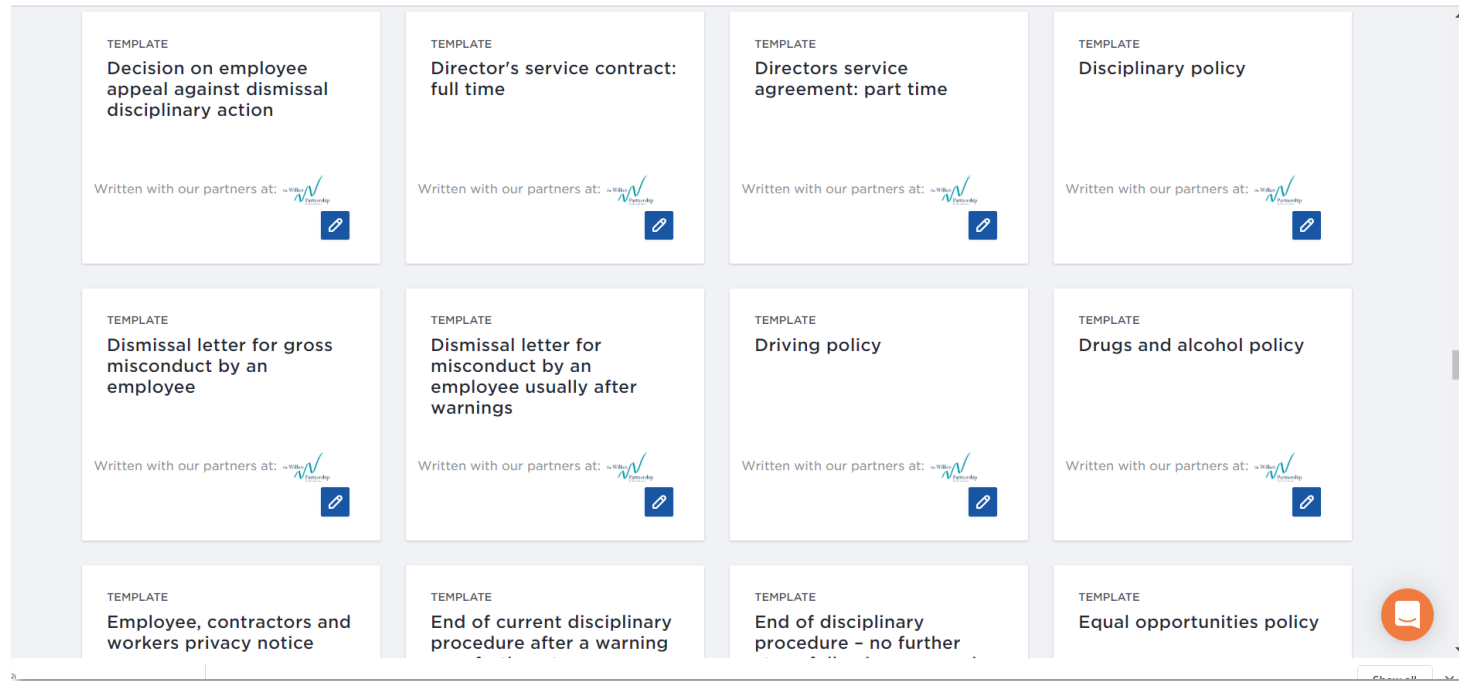 TEMPLATE
Decision on employee
appeal against dismissal
disciplinary action
Written with our partners at:
TEMPLATE
Director's service contract:
full time
Written with our partners at:
TEMPLATE
Directors service
agreement: part time
Written with our partners at:
TEMPLATE
Disciplinary policy
Written with our partners at:
TEMPLATE
Dismissal letter for gross
misconduct by an
employee
Written with our partners at:
TEMPLATE
Dismissal letter for
misconduct by an
employee usually after
warnings
Written with our partners at:
TEMPLATE
Driving policy
Written with our partners at:
TEMPLATE
Drugs and alcohol policy
Written with our partners at:
TEMPLATE
Employee, contractors and
workers privacy notice
TEMPLATE
End of current disciplinary
procedure after a warning
TEMPLATE
End of disciplinary
procedure – no further
TEMPLATE
Equal opportunities policy
Show all